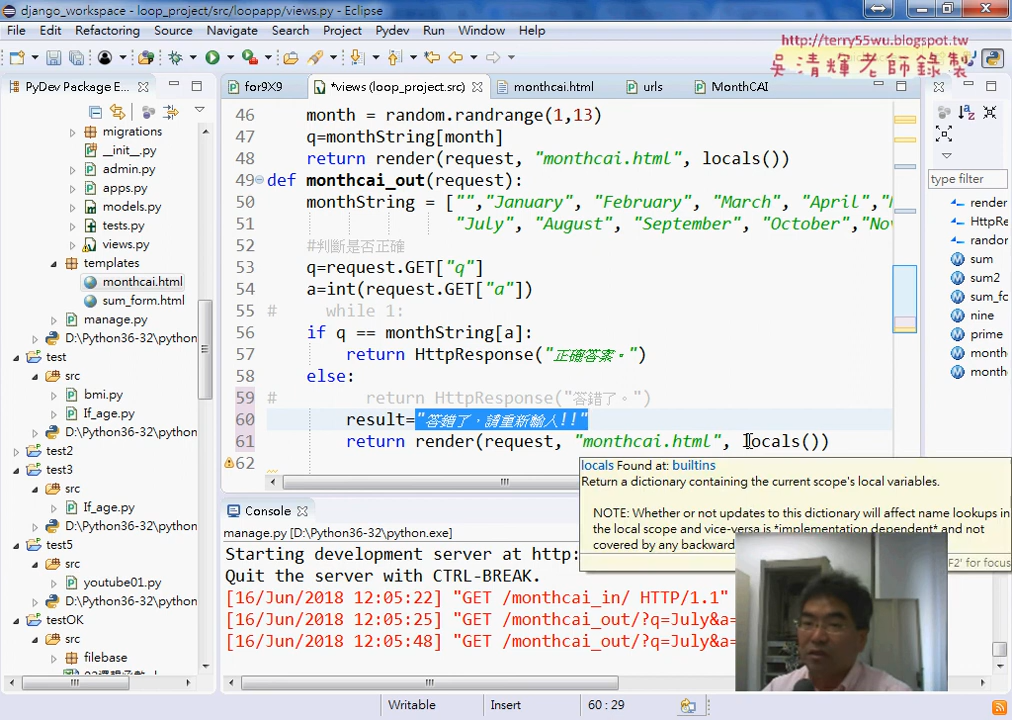 django_workspace - loop_project/src/loopapp/views.py - Eclipse
File Edit Refactoring Source Navigate Search Project Pydev Run Window Help
http://terry55wu.blogspot.tw
吳清輝老師錄製
PyDev Package E...
for9X9
*views (loop_project.src)
monthcai.html
urls
MonthCAI
migrations
__init__.py
admin.py
apps.py
models.py
tests.py
views.py
templates
monthcai.html
sum_form.html
manage.py
D:\Python36-32\python
test
src
bmi.py
If_age.py
D:\Python36-32\python
test2
test3
src
If_age.py
D:\Python36-32\python
test5
src
youtube01.py
D:\Python36-32\python
testOK
src
filebase
46 month = random.randrange(1,13)
47 q=monthString[month]
48 return render(request, "monthcai.html", locals())
49 def monthcai_out(request):
50 monthString = ["","January", "February", "March", "April",
51 "July", "August", "September", "October","Nov
52 #判斷是否正確
53 q=request.GET["q"]
54 a=int(request.GET["a"])
55 # while 1:
56 if q == monthString[a]:
57 return HttpResponse("正確答案。")
58 else:
59 # return HttpResponse("答錯了。")
60 result="答錯了，請重新輸入!!"
61 return render(request, "monthcai.html", locals())
62
locals Found at: builtins
Return a dictionary containing the current scope's local variables.
NOTE: Whether or not updates to this dictionary will affect name lookups in
the local scope and vice-versa is *implementation dependent* and not
covered by any backward
F2' for focus
type filter
render
HttpRe
random
sum
sum2
sum_fo
nine
prime
month
month
Console
manage.py [D:\Python36-32\python.exe]
Starting development server at http:
Quit the server with CTRL-BREAK.
[16/Jun/2018 12:05:22] "GET /monthcai_in/ HTTP/1.1"
[16/Jun/2018 12:05:25] "GET /monthcai_out/?q=July&a=
[16/Jun/2018 12:05:48] "GET /monthcai_out/?q=July&a=
Writable
Insert
60 : 29